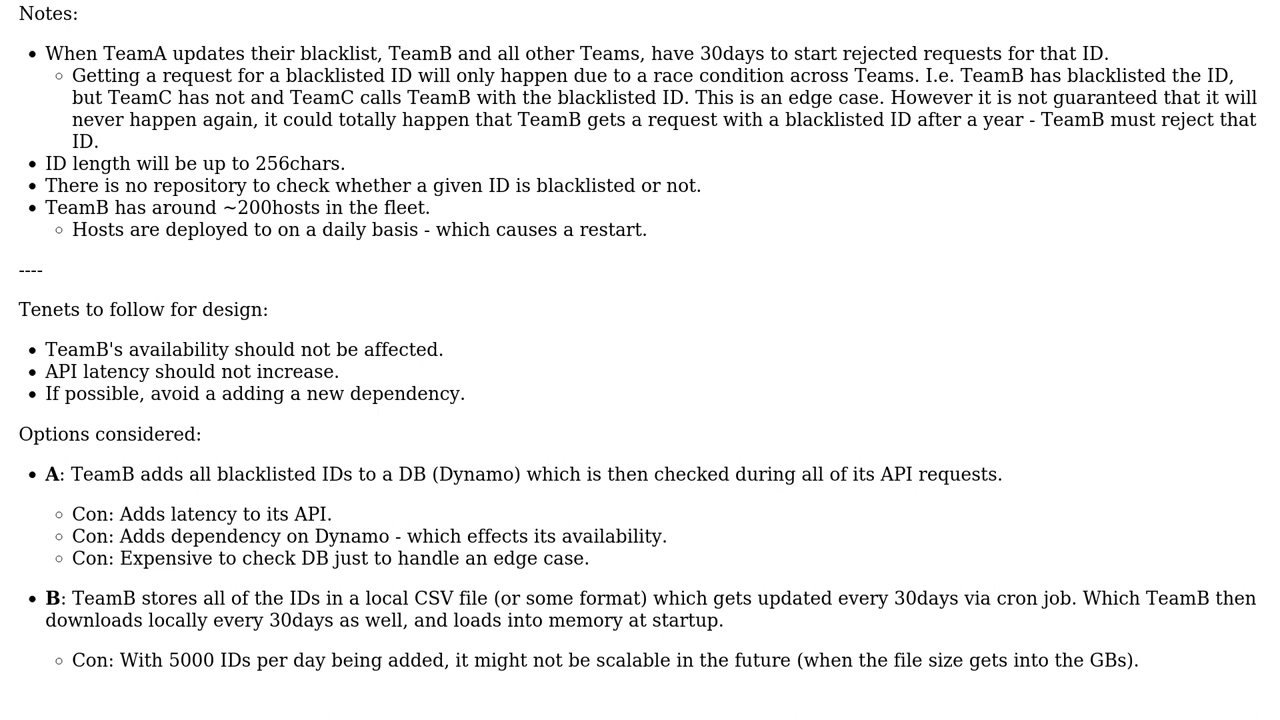 Notes:
When TeamA updates their blacklist, TeamB and all other Teams, have 30days to start rejected requests for that ID.
Getting a request for a blacklisted ID will only happen due to a race condition across Teams. I.e. TeamB has blacklisted the ID,
but TeamC has not and TeamC calls TeamB with the blacklisted ID. This is an edge case. However it is not guaranteed that it will
never happen again, it could totally happen that TeamB gets a request with a blacklisted ID after a year - TeamB must reject that
ID.
ID length will be up to 256chars.
There is no repository to check whether a given ID is blacklisted or not.
TeamB has around ~200hosts in the fleet.
Hosts are deployed to on a daily basis - which causes a restart.
----
Tenets to follow for design:
TeamB's availability should not be affected.
API latency should not increase.
If possible, avoid a adding a new dependency.
Options considered:
A: TeamB adds all blacklisted IDs to a DB (Dynamo) which is then checked during all of its API requests.
Con: Adds latency to its API.
Con: Adds dependency on Dynamo - which effects its availability.
Con: Expensive to check DB just to handle an edge case.
B: TeamB stores all of the IDs in a local CSV file (or some format) which gets updated every 30days via cron job. Which TeamB then
downloads locally every 30days as well, and loads into memory at startup.
Con: With 5000 IDs per day being added, it might not be scalable in the future (when the file size gets into the GBs).